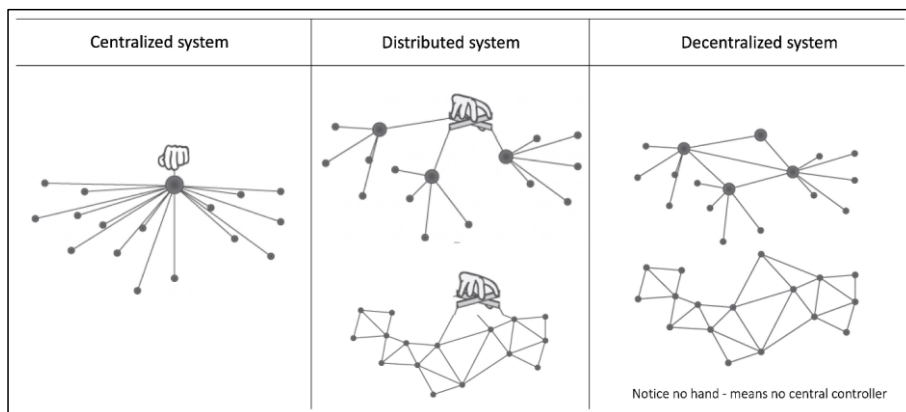 Centralized system
Distributed system
Decentralized system
Notice no hand - means no central controller